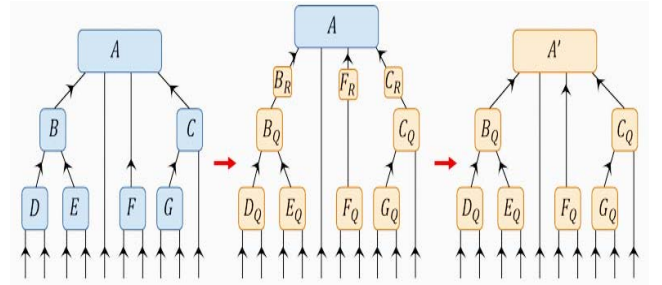 A
B
C
D E F G
A
B_R F_R C_R
B_Q C_Q
D_Q E_Q F_Q G_Q
A'
B_Q C_Q
D_Q E_Q F_Q G_Q